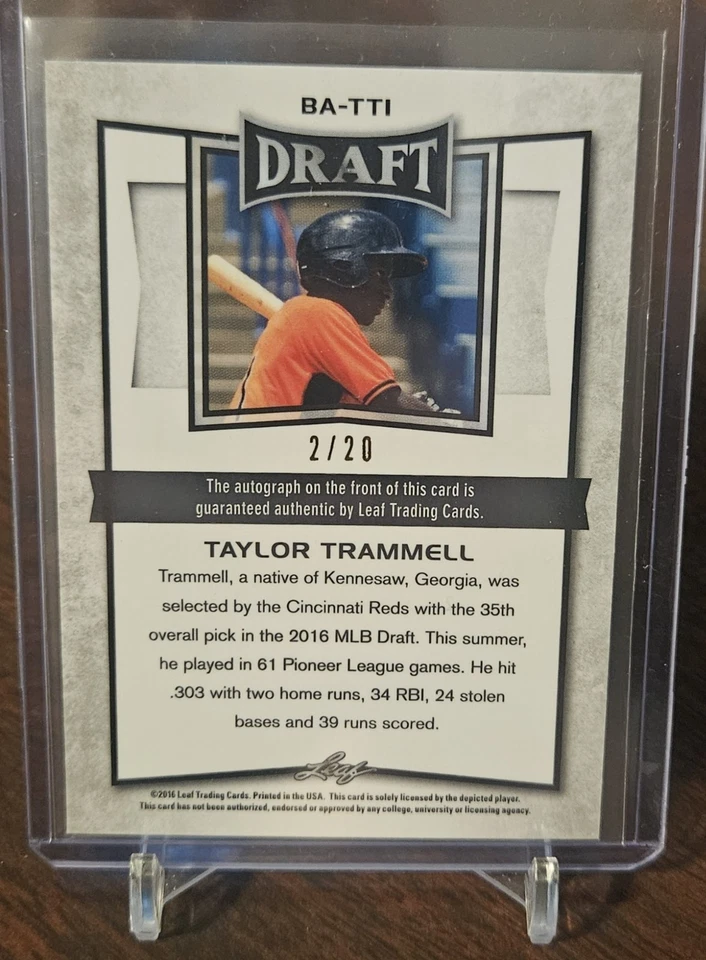 BA-TTI
DRAFT
2/20
The autograph on the front of this card is
guaranteed authentic by Leaf Trading Cards.
TAYLOR TRAMMELL
Trammell, a native of Kennesaw, Georgia, was
selected by the Cincinnati Reds with the 35th
overall pick in the 2016 MLB Draft. This summer,
he played in 61 Pioneer League games. He hit
.303 with two home runs, 34 RBI, 24 stolen
bases and 39 runs scored.
Leaf
©2016 Leaf Trading Cards. Printed in the USA. This card is solely licensed by the depicted player.
This card has not been authorized, endorsed or approved by any college, university or licensing agency.